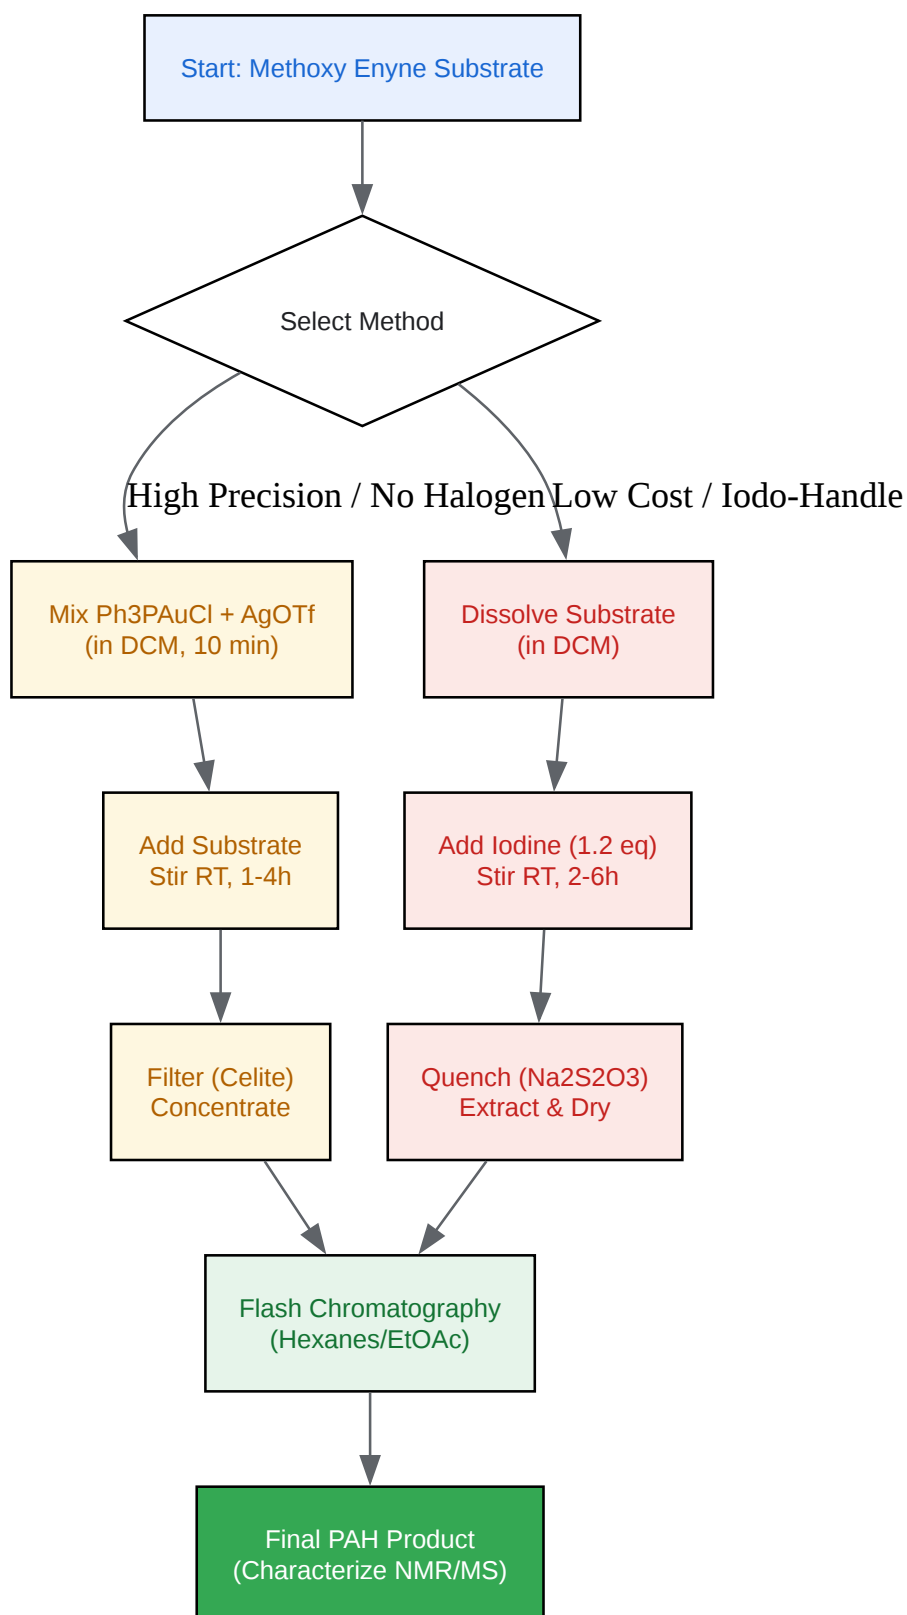 Start: Methoxy Enyne Substrate
Select Method
High Precision / No Halogen
Low Cost / Iodo-Handle
Mix Ph3PAuCl + AgOTf
(in DCM, 10 min)
Dissolve Substrate
(in DCM)
Add Substrate
Stir RT, 1-4h
Add Iodine (1.2 eq)
Stir RT, 2-6h
Filter (Celite)
Concentrate
Quench (Na2S2O3)
Extract & Dry
Flash Chromatography
(Hexanes/EtOAc)
Final PAH Product
(Characterize NMR/MS)